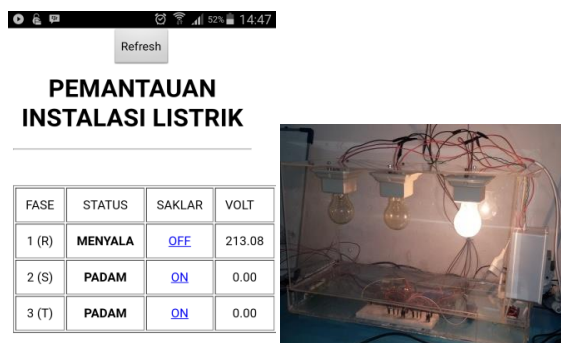 52% 14:47
Refresh
PEMANTAUAN
INSTALASI LISTRIK
FASE STATUS SAKLAR VOLT
1 (R) MENYALA OFF 213.08
2 (S) PADAM ON 0.00
3 (T) PADAM ON 0.00